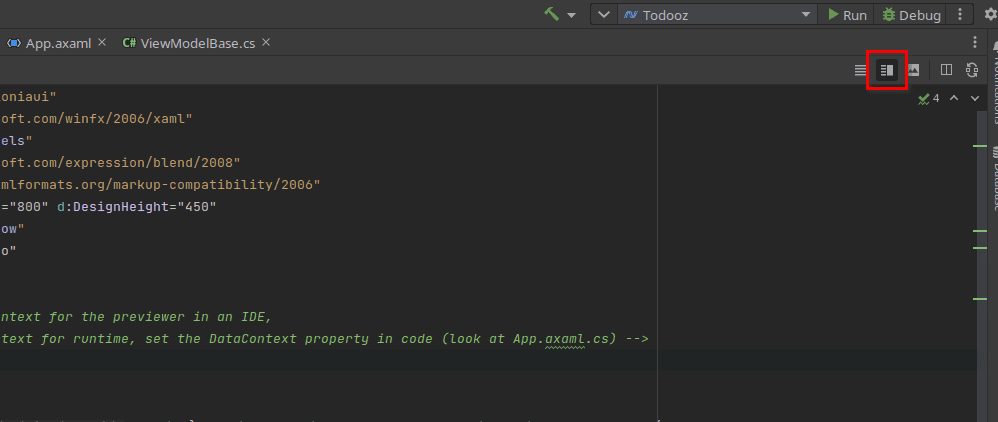 Todooz Run Debug
App.axaml C# ViewModelBase.cs
Notifications
oniaui" 4
oft.com/winfx/2006/xaml"
els"
oft.com/expression/blend/2008"
Database
mlformats.org/markup-compatibility/2006"
="800" d:DesignHeight="450"
ow"
o"
ntext for the previewer in an IDE,
text for runtime, set the DataContext property in code (look at App.axaml.cs) -->